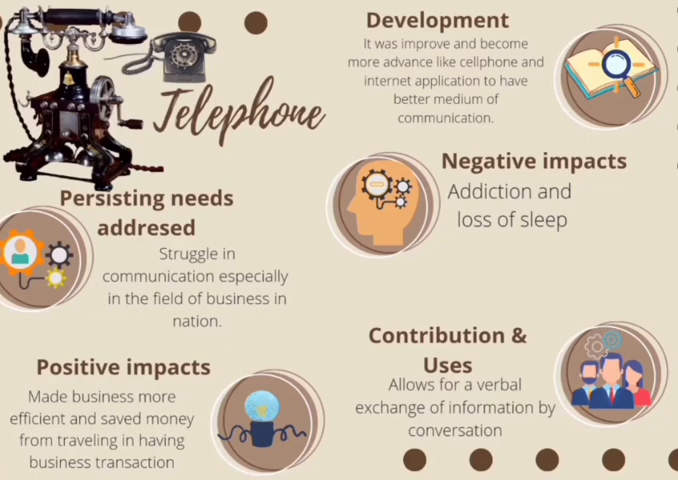 Telephone
Persisting needs
addresed
Struggle in
communication especially
in the field of business in
nation.
Positive impacts
Made business more
efficient and saved money
from traveling in having
business transaction
Development
It was improve and become
more advance like cellphone and
internet application to have
better medium of
communication.
Negative impacts
Addiction and
loss of sleep
Contribution &
Uses
Allows for a verbal
exchange of information by
conversation